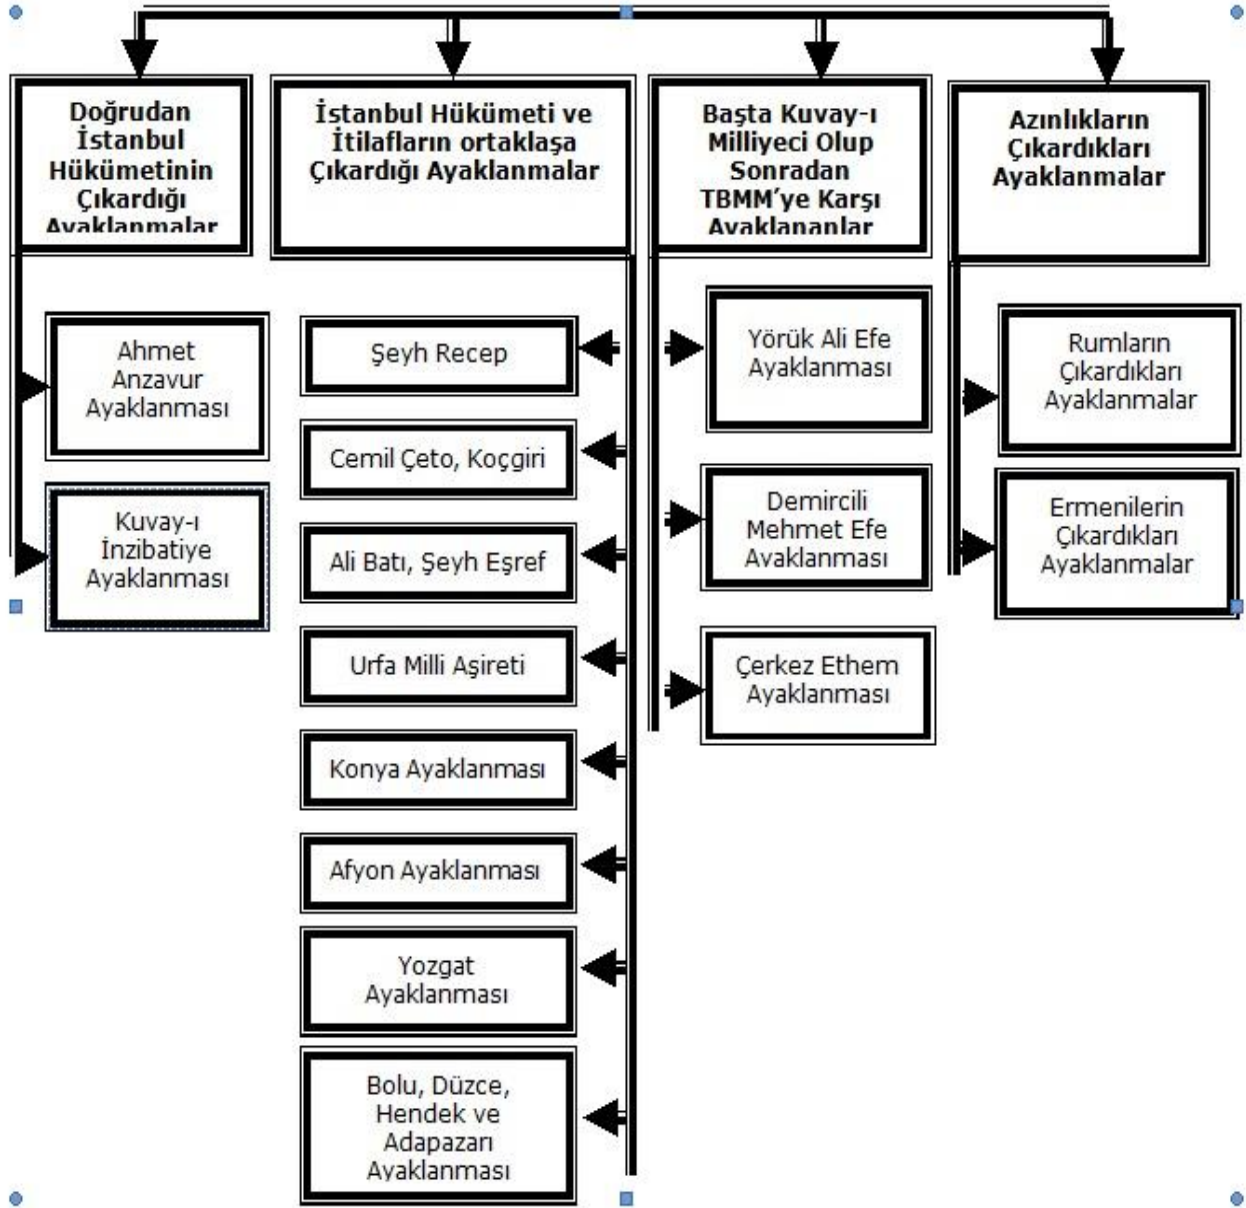 Doğrudan
İstanbul
Hükümetinin
Çıkardığı
Ayaklanmalar
İstanbul Hükümeti ve
İtilafların ortaklaşa
Çıkardığı Ayaklanmalar
Başta Kuvay-ı
Milliyeci Olup
Sonradan
TBMM’ye Karşı
Ayaklananlar
Azınlıkların
Çıkardıkları
Ayaklanmalar
Ahmet
Anzavur
Ayaklanması
Kuvay-ı
İnzibatiye
Ayaklanması
Şeyh Recep
Cemil Çeto, Koçgiri
Ali Batı, Şeyh Eşref
Urfa Milli Aşireti
Konya Ayaklanması
Afyon Ayaklanması
Yozgat
Ayaklanması
Bolu, Düzce,
Hendek ve
Adapazarı
Ayaklanması
Yörük Ali Efe
Ayaklanması
Demircili
Mehmet Efe
Ayaklanması
Çerkez Ethem
Ayaklanması
Rumların
Çıkardıkları
Ayaklanmalar
Ermenilerin
Çıkardıkları
Ayaklanmalar